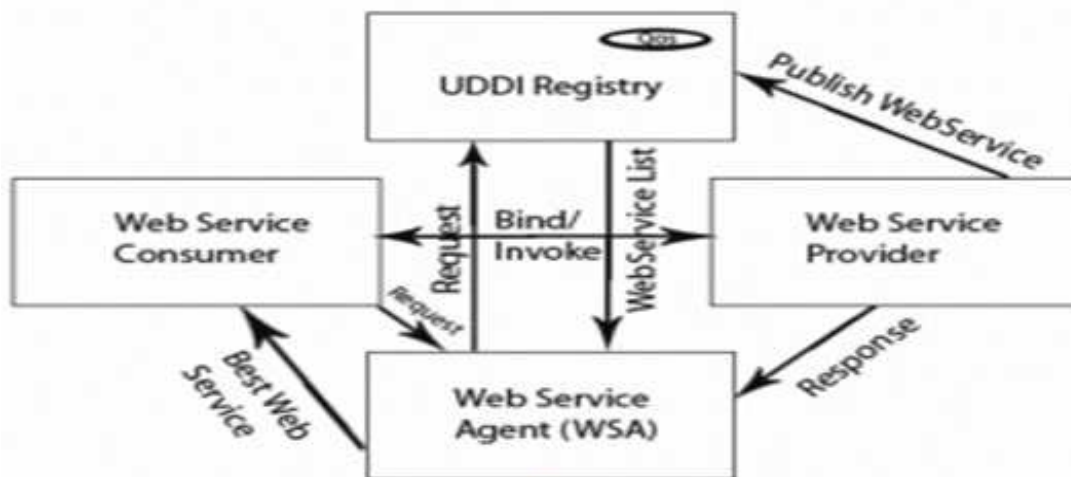 Qos
UDDI Registry
Publish WebService
Web Service
Consumer
Request
Bind/
Invoke
WebService List
Web Service
Provider
Request
Best Web
Service
Web Service
Agent (WSA)
Response